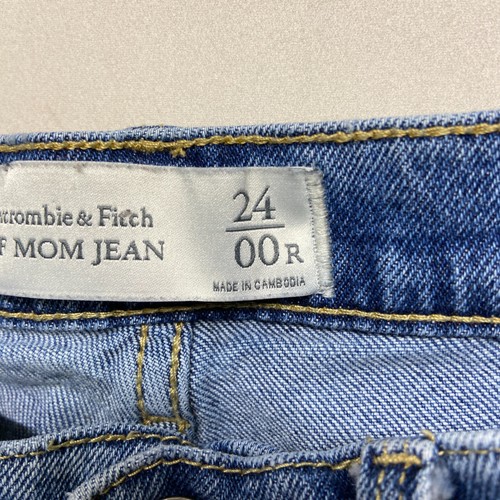 crombie & Fitch
F MOM JEAN
24
00R
MADE IN CAMBODIA